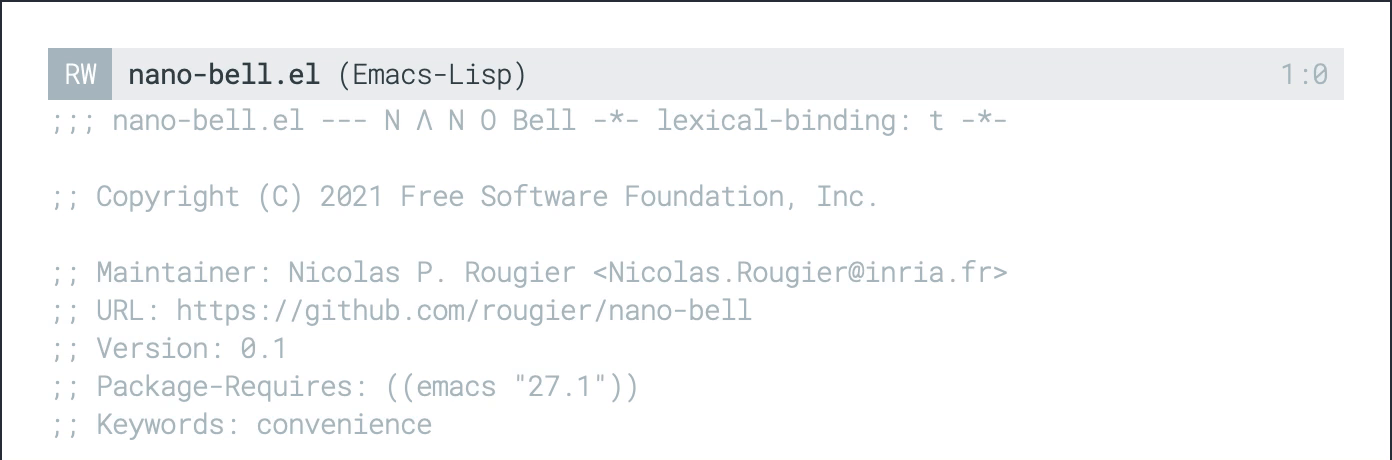 RW nano-bell.el (Emacs-Lisp) 1:0
;;; nano-bell.el --- N Λ N O Bell -*- lexical-binding: t -*-
;; Copyright (C) 2021 Free Software Foundation, Inc.
;; Maintainer: Nicolas P. Rougier <Nicolas.Rougier@inria.fr>
;; URL: https://github.com/rougier/nano-bell
;; Version: 0.1
;; Package-Requires: ((emacs "27.1"))
;; Keywords: convenience